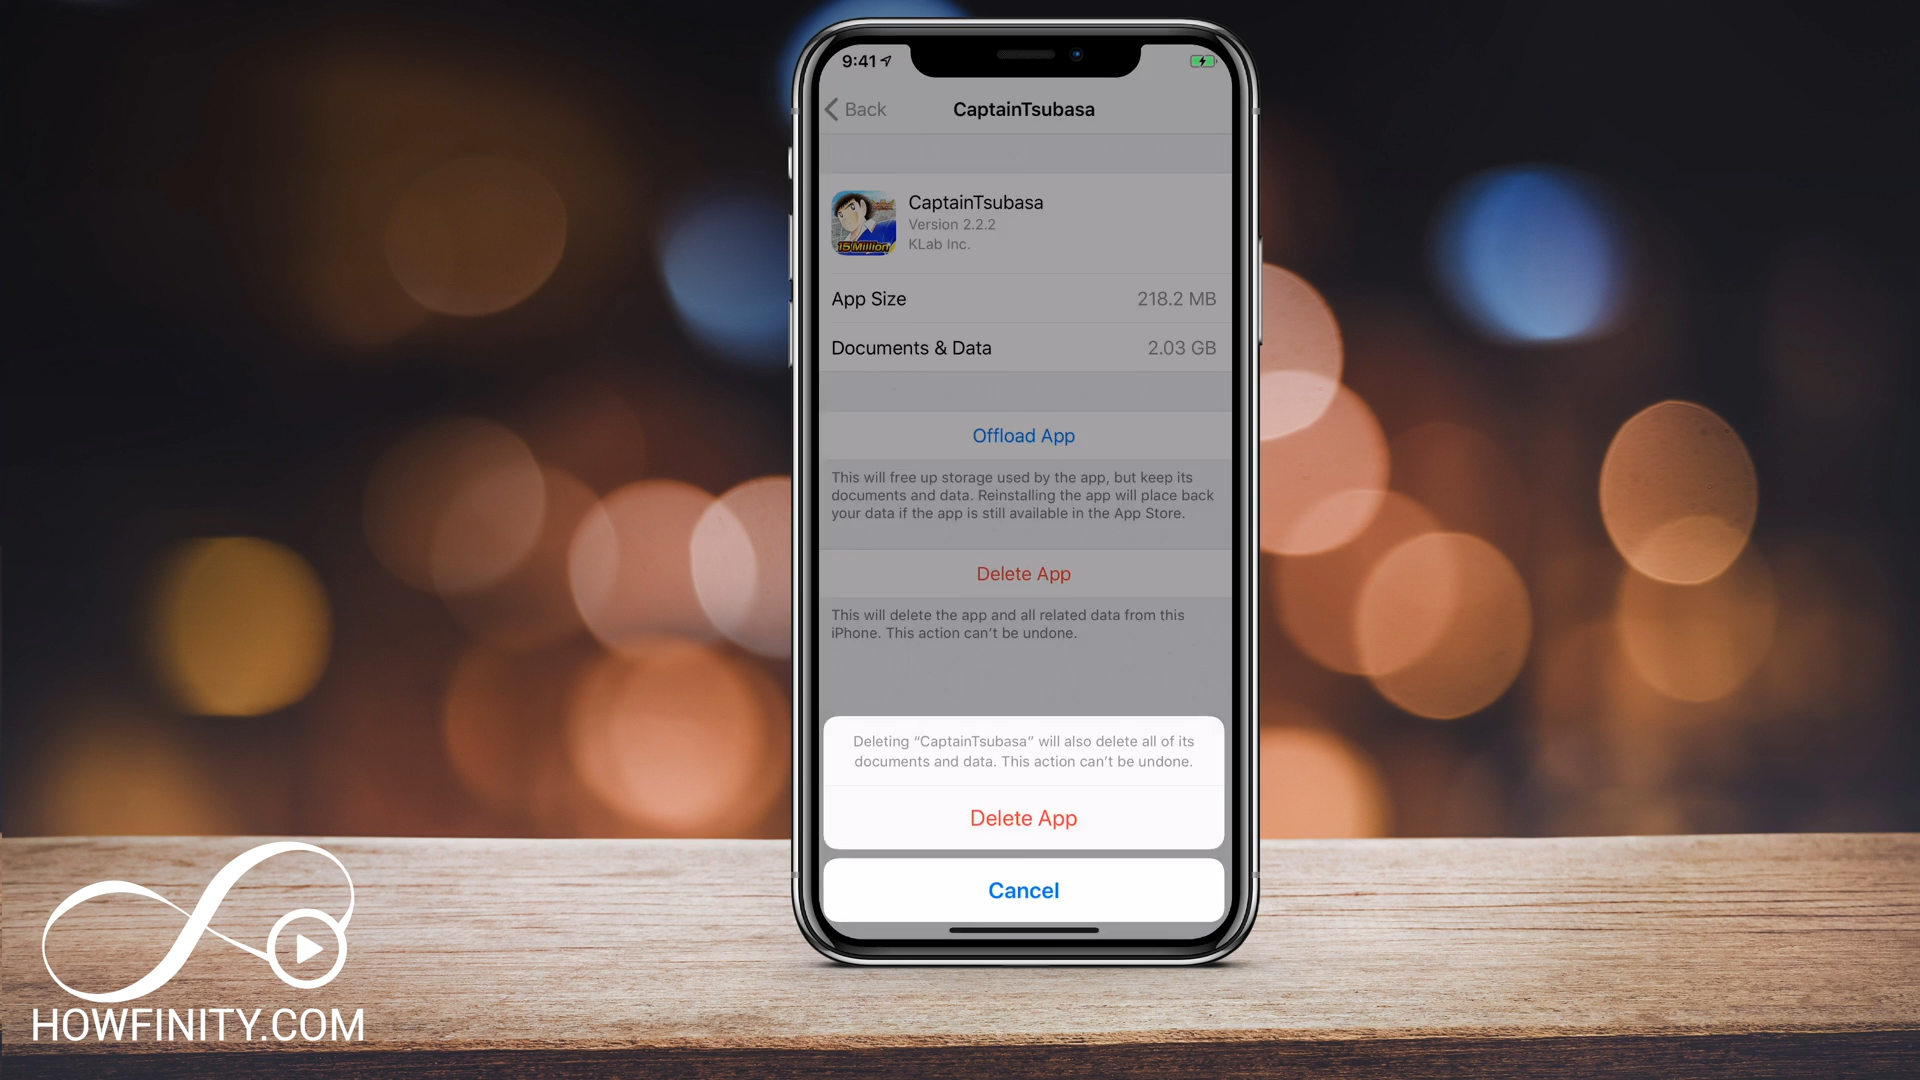 9:41
Back
CaptainTsubasa
CaptainTsubasa
Version 2.2.2
KLab Inc.
15 Million
App Size
218.2 MB
Documents & Data
2.03 GB
Offload App
This will free up storage used by the app, but keep its
documents and data. Reinstalling the app will place back
your data if the app is still available in the App Store.
Delete App
This will delete the app and all related data from this
iPhone. This action can’t be undone.
Deleting “CaptainTsubasa” will also delete all of its
documents and data. This action can’t be undone.
Delete App
Cancel
HOWFINITY.COM